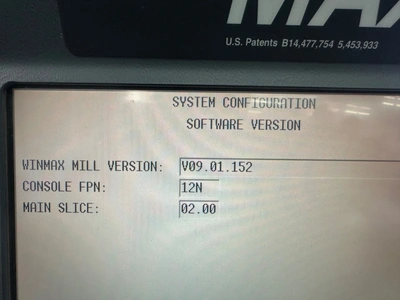 MAX
U.S. Patents B14,477,754 5,453,933
SYSTEM CONFIGURATION
SOFTWARE VERSION
WINMAX MILL VERSION: V09.01.152
CONSOLE FPN: 12N
MAIN SLICE: 02.00